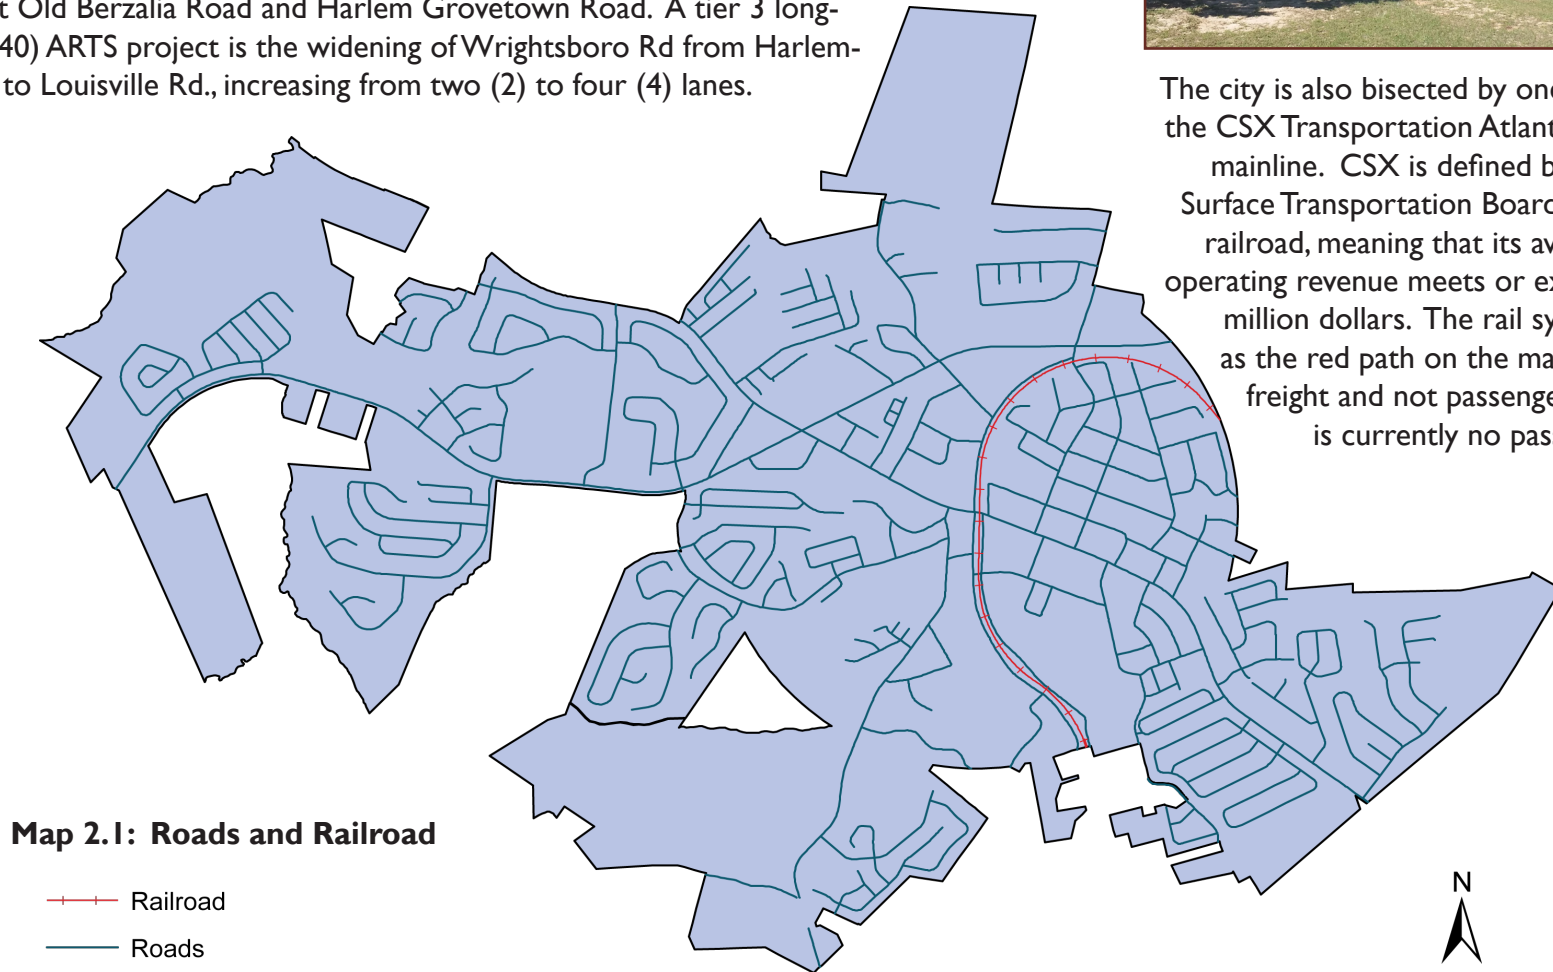 t Old Berzalia Road and Harlem Grovetown Road. A tier 3 long-
40) ARTS project is the widening of Wrightsboro Rd from Harlem-
to Louisville Rd., increasing from two (2) to four (4) lanes.
The city is also bisected by one
the CSX Transportation Atlant
mainline. CSX is defined b
Surface Transportation Board
railroad, meaning that its av
operating revenue meets or ex
million dollars. The rail sy
as the red path on the ma
freight and not passenge
is currently no pas
Map 2.1: Roads and Railroad
Railroad
Roads
N